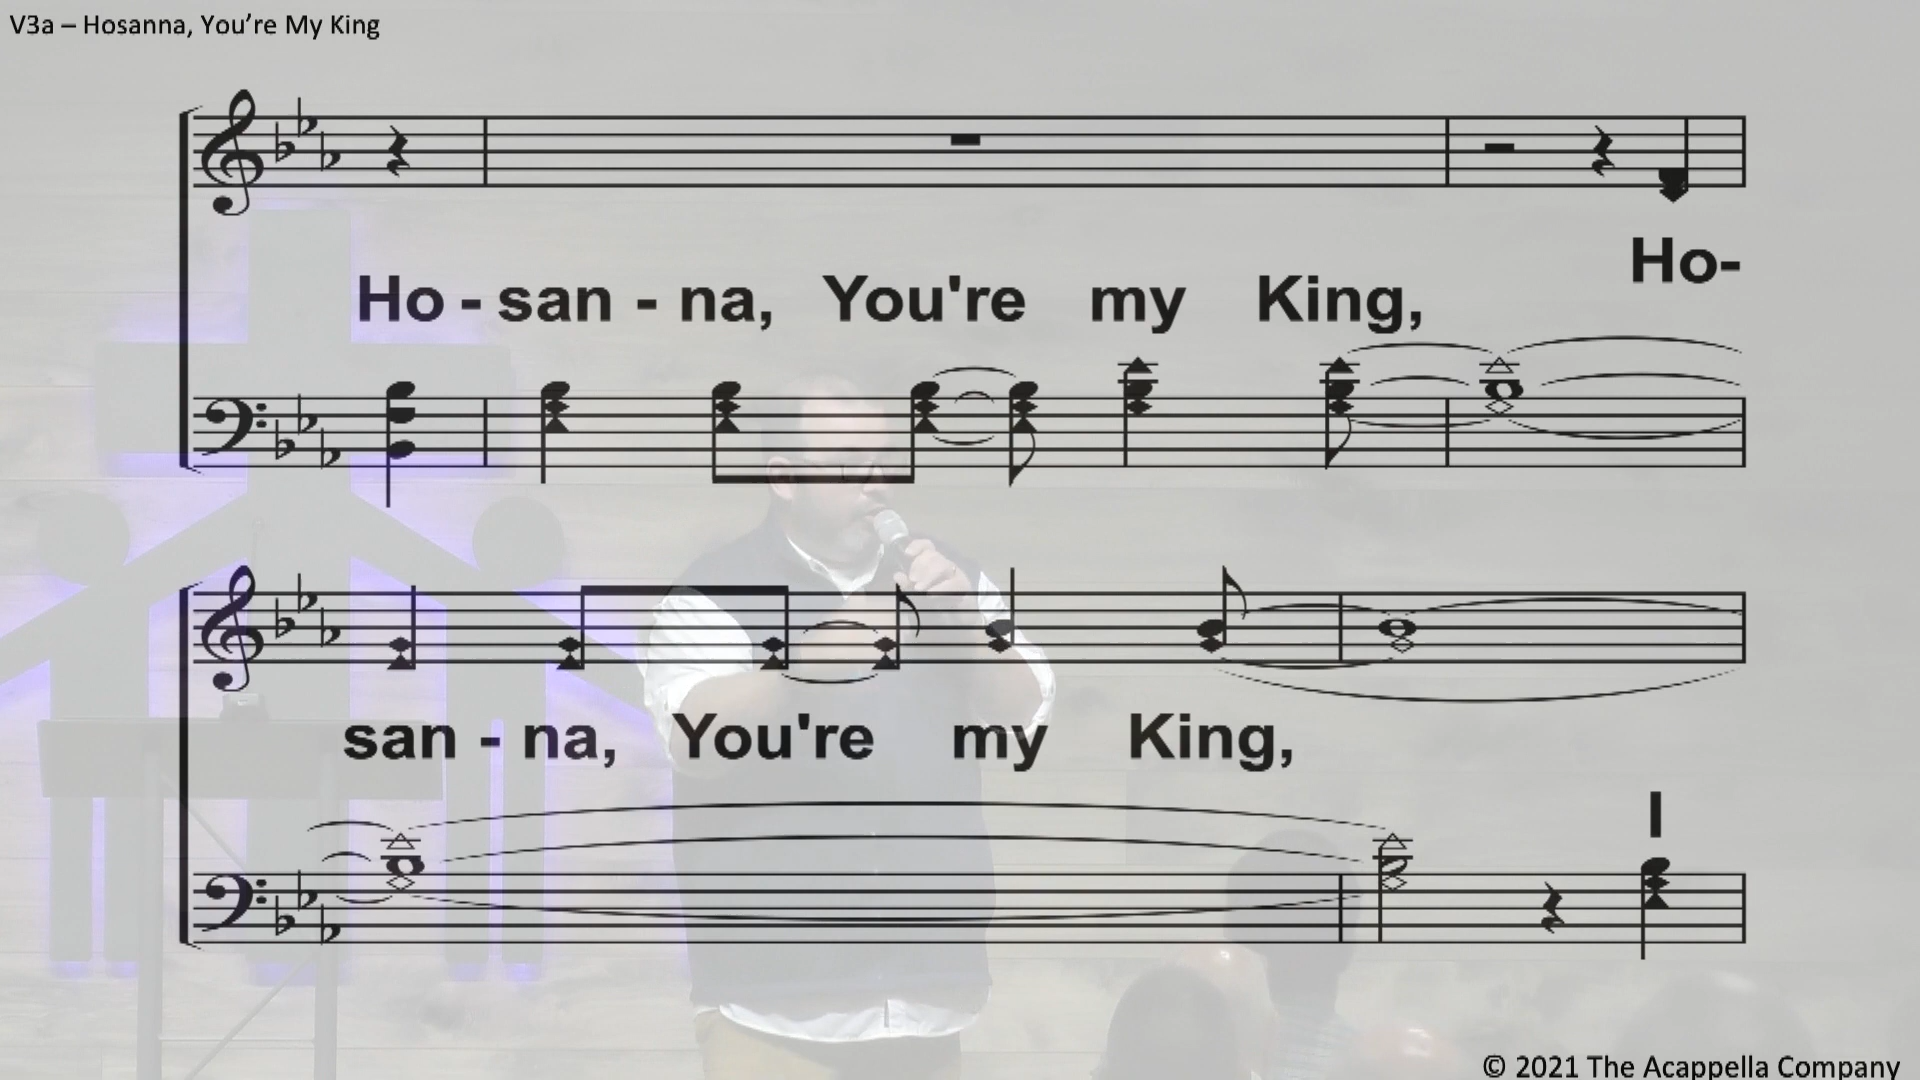 V3a – Hosanna, You’re My King
Ho-
Ho - san - na, You're my King,
san - na, You're my King,
I
© 2021 The Acappella Company